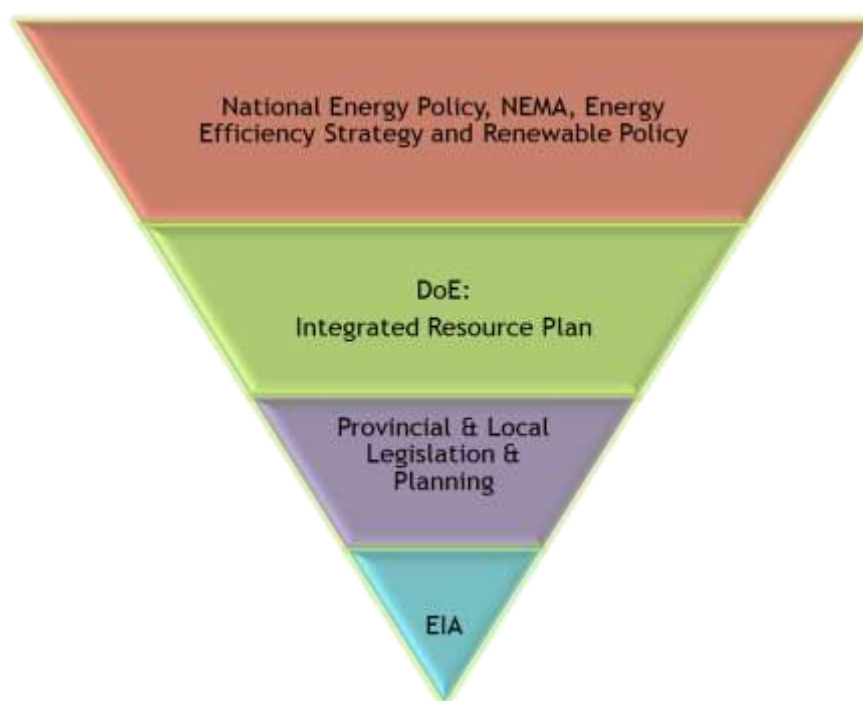 National Energy Policy, NEMA, Energy
Efficiency Strategy and Renewable Policy
DoE:
Integrated Resource Plan
Provincial & Local
Legislation &
Planning
EIA